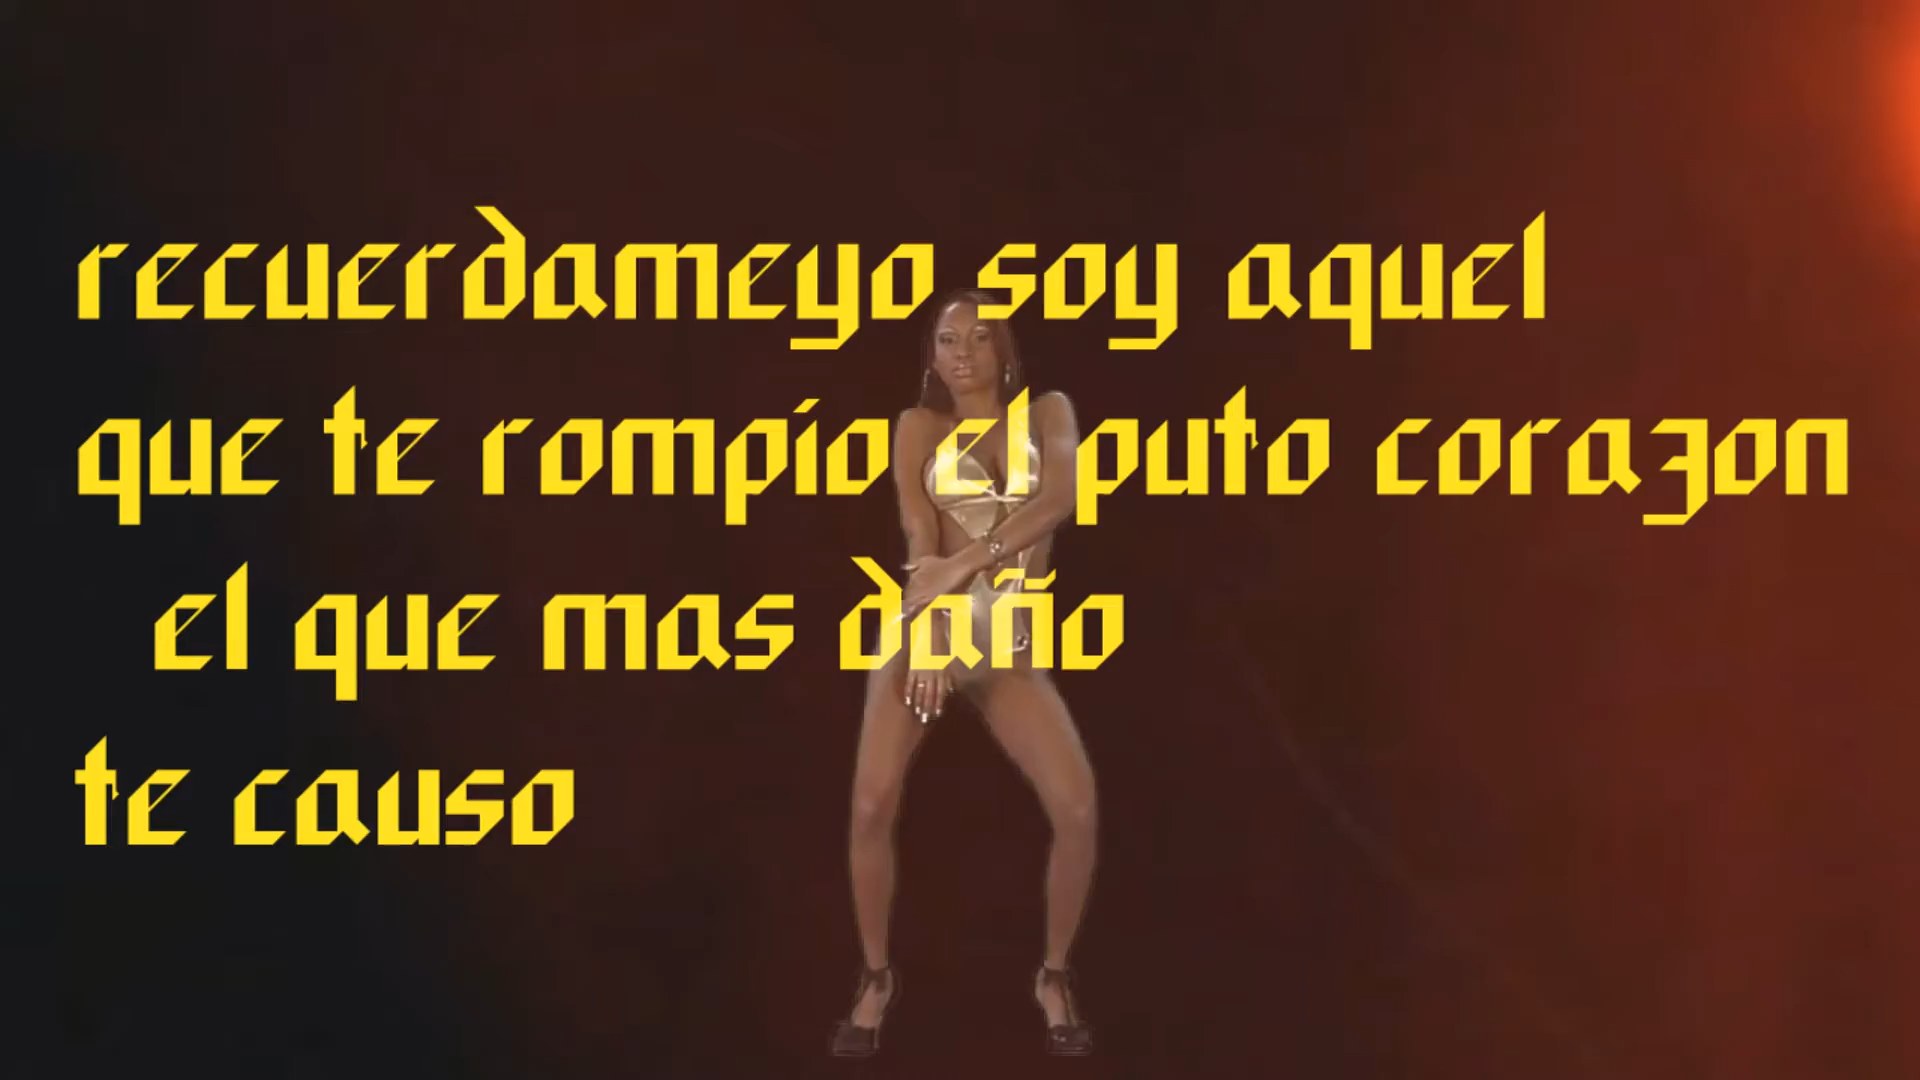 recuerdameyo soy aquel
que te rompio el puto corazon
el que mas daño
te causo